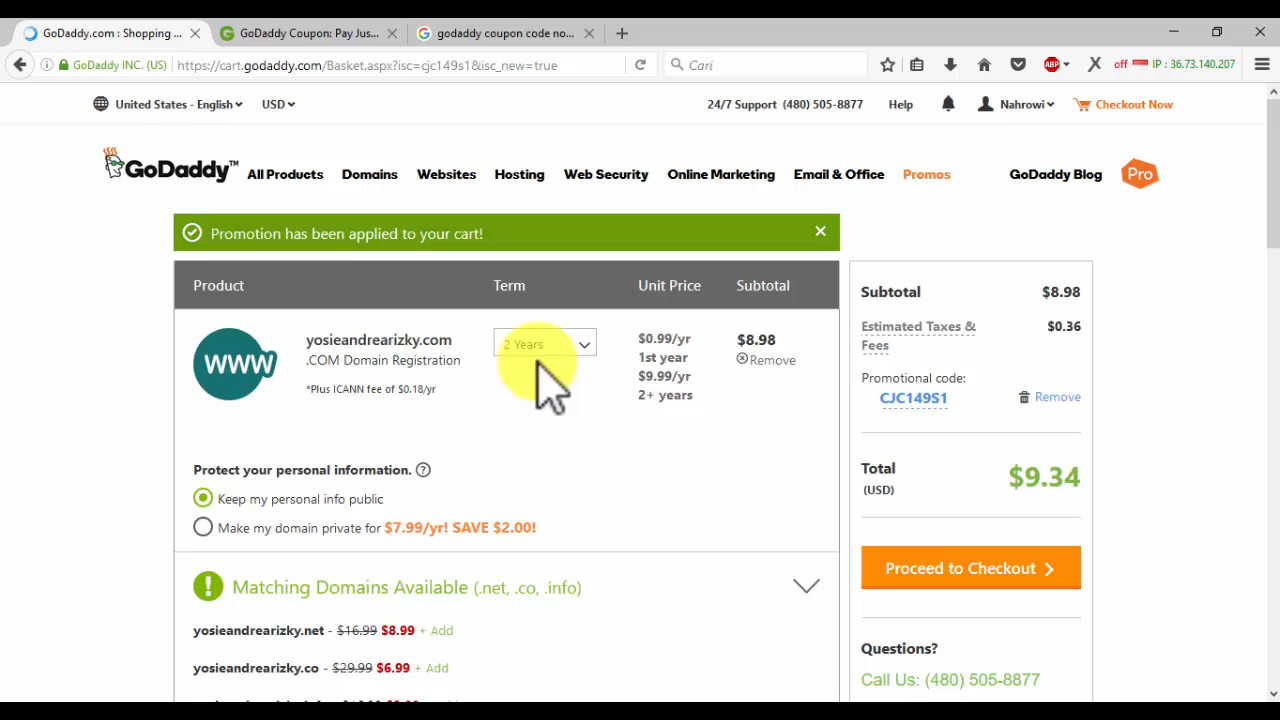 GoDaddy.com : Shopping ...
GoDaddy Coupon: Pay Jus...
godaddy coupon code no...
GoDaddy INC. (US)
https://cart.godaddy.com/Basket.aspx?isc=cjc149s1&isc_new=true
Cari
ABP
off
IP : 36.73.140.207
United States - English
USD
24/7 Support (480) 505-8877
Help
Nahrowi
Checkout Now
GoDaddy™
All Products
Domains
Websites
Hosting
Web Security
Online Marketing
Email & Office
Promos
GoDaddy Blog
Pro
Promotion has been applied to your cart!
Product
Term
Unit Price
Subtotal
WWW
yosieandrearizky.com
.COM Domain Registration
*Plus ICANN fee of $0.18/yr
2 Years
$0.99/yr
1st year
$9.99/yr
2+ years
$8.98
Remove
Protect your personal information. ?
Keep my personal info public
Make my domain private for $7.99/yr! SAVE $2.00!
! Matching Domains Available (.net, .co, .info)
yosieandrearizky.net - $16.99 $8.99 + Add
yosieandrearizky.co - $29.99 $6.99 + Add
Subtotal
$8.98
Estimated Taxes &
Fees
$0.36
Promotional code:
CJC149S1
Remove
Total
(USD)
$9.34
Proceed to Checkout
Questions?
Call Us: (480) 505-8877